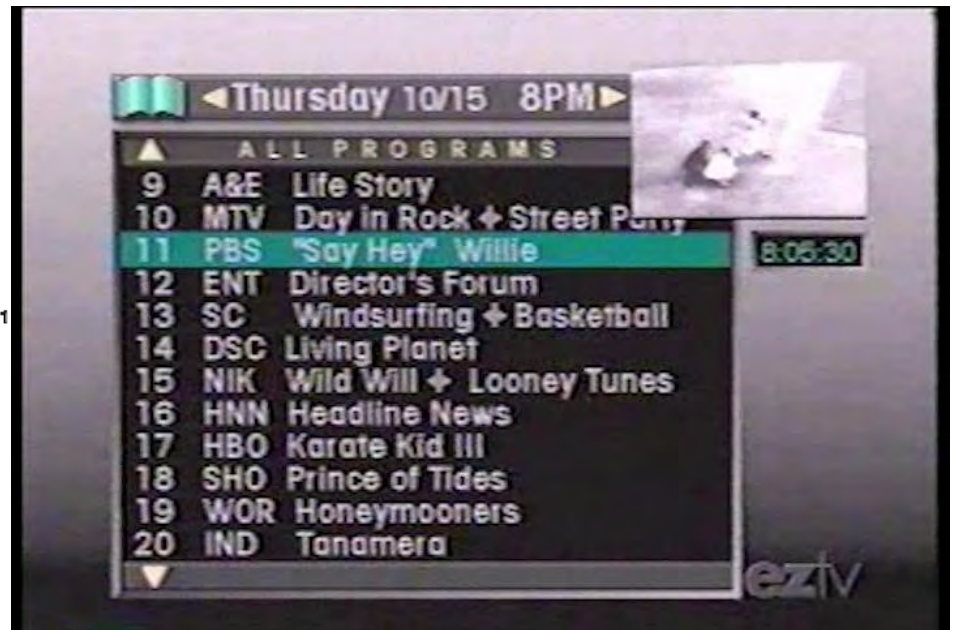 Thursday 10/15 8PM
ALL PROGRAMS
9 A&E Life Story
10 MTV Day in Rock ✦ Street Party
11 PBS "Say Hey" Willie
8:05:30
12 ENT Director's Forum
1
13 SC Windsurfing ✦ Basketball
14 DSC Living Planet
15 NIK Wild Will ✦ Looney Tunes
16 HNN Headline News
17 HBO Karate Kid III
18 SHO Prince of Tides
19 WOR Honeymooners
20 IND Tanamera
eztv